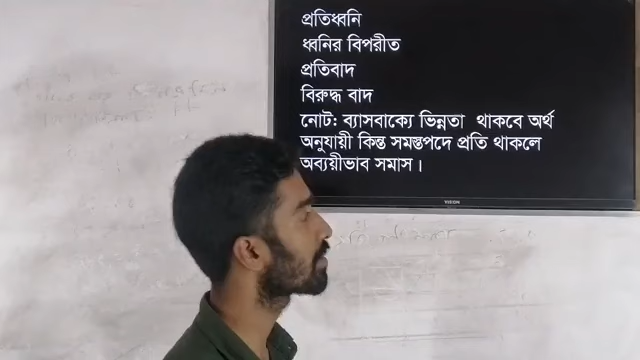 প্রতিধ্বনি
ধ্বনির বিপরীত
প্রতিবাদ
বিরুদ্ধ বাদ
নোট: ব্যাসবাক্যে ভিন্নতা থাকবে অর্থ
অনুযায়ী কিন্তু সমস্তপদে প্রতি থাকলে
অব্যয়ীভাব সমাস।